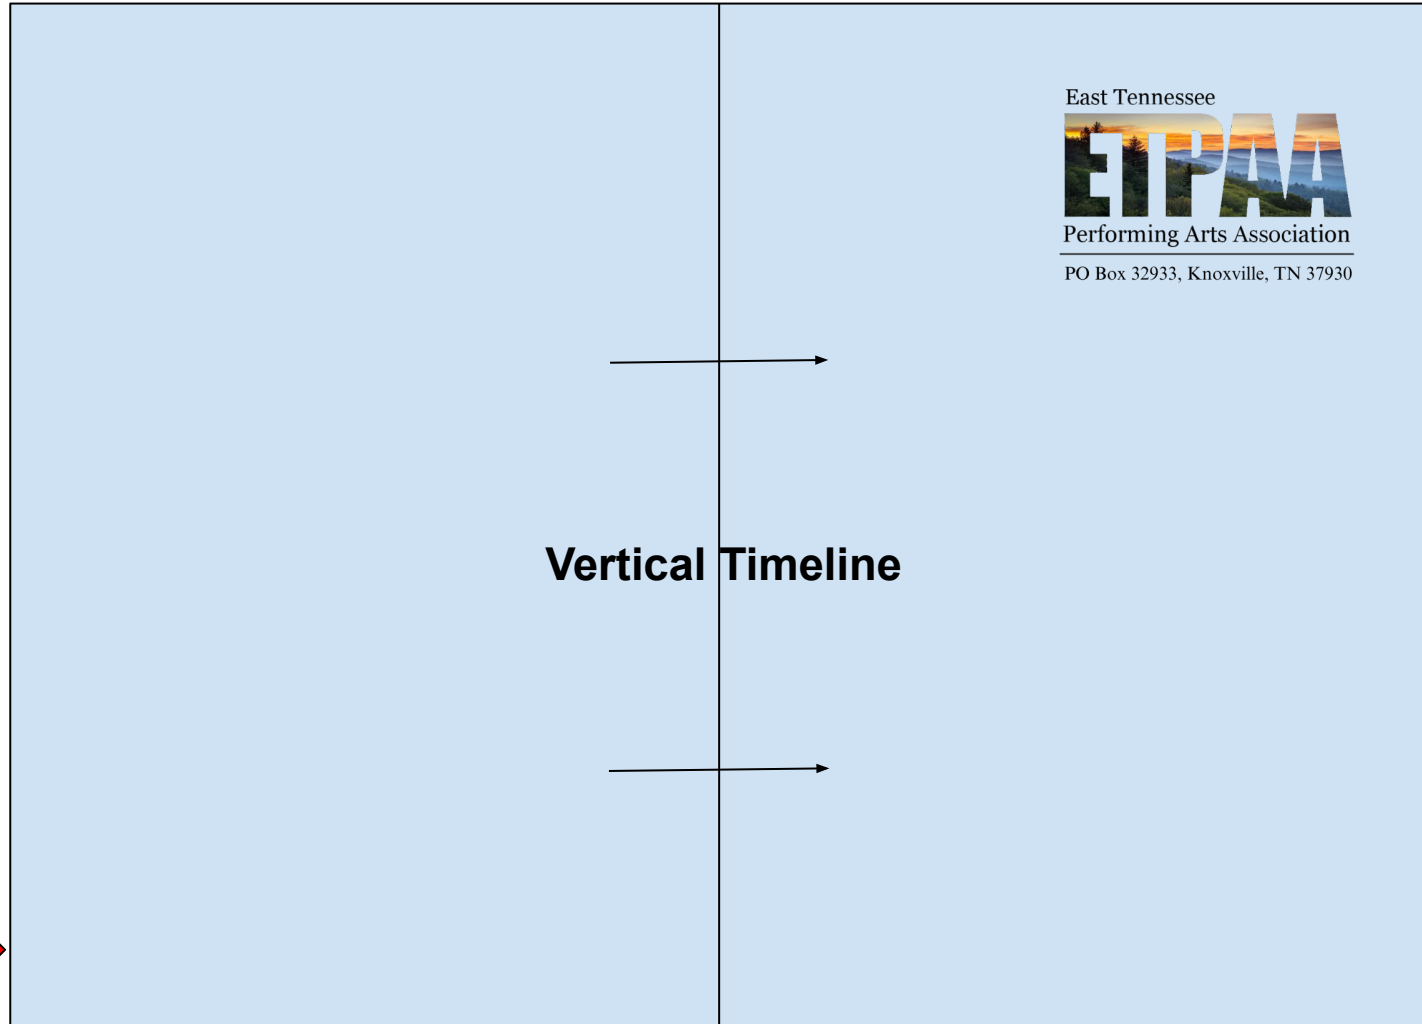 East Tennessee
ETPAA
Performing Arts Association
PO Box 32933, Knoxville, TN 37930
Vertical Timeline